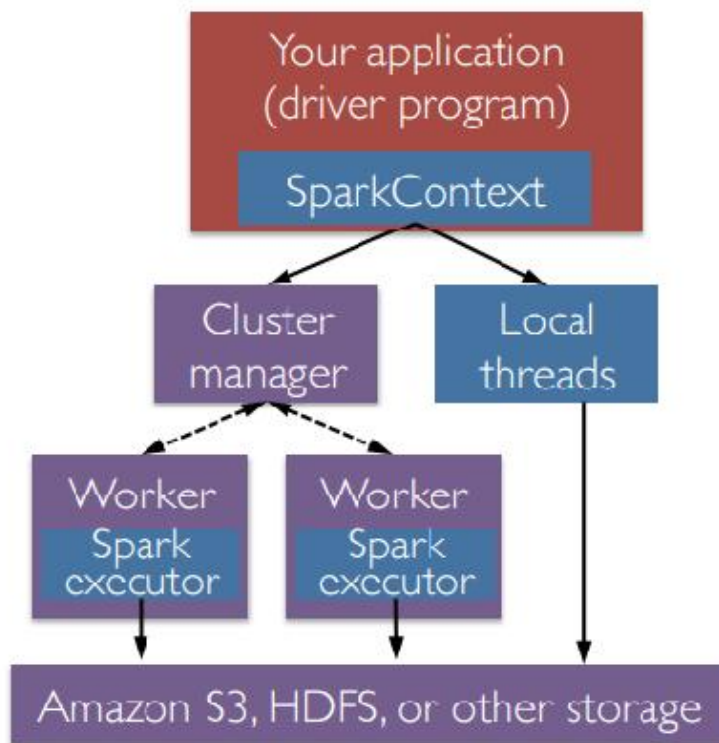 Your application
(driver program)
SparkContext
Cluster
manager
Local
threads
Worker
Spark
executor
Worker
Spark
executor
Amazon S3, HDFS, or other storage